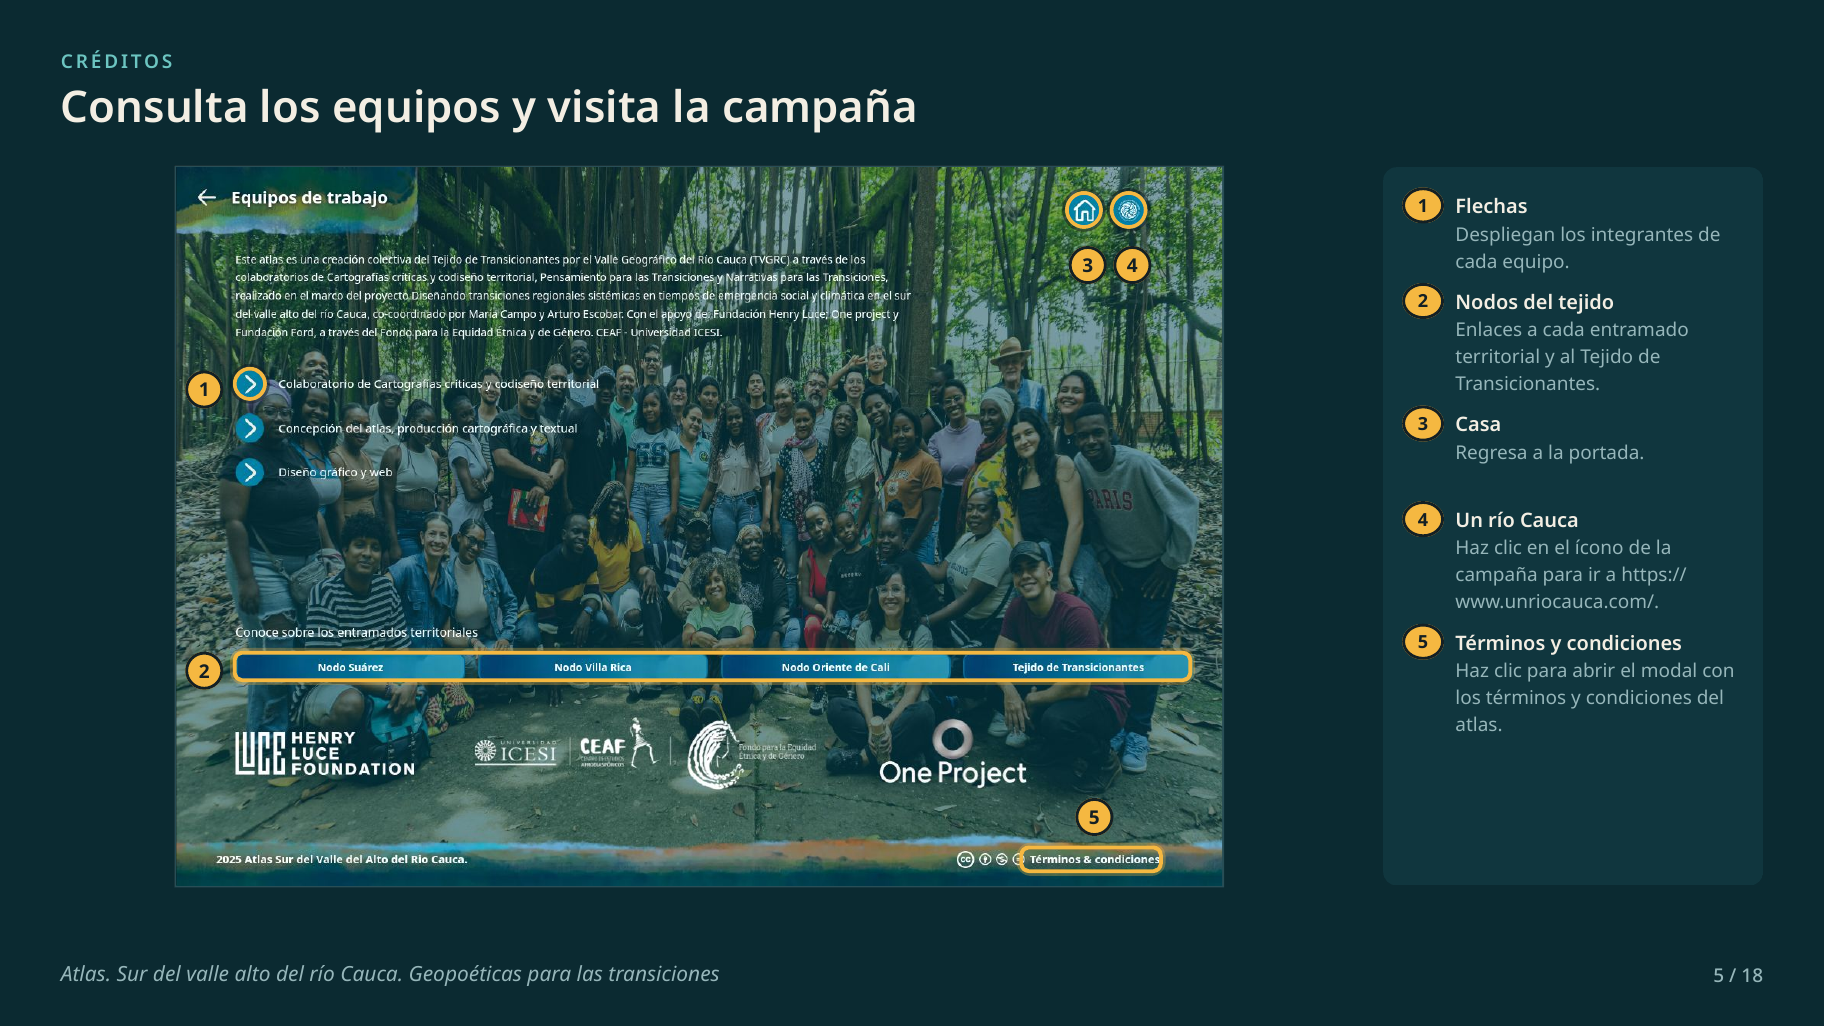 CRÉDITOS
Consulta los equipos y visita la campaña
Equipos de trabajo
Este atlas es una creación colectiva del Tejido de Transicionantes por el Valle Geográfico del Río Cauca (TVGRC) a través de los
colaboratorios de Cartografías críticas y codiseño territorial, Pensamiento para las Transiciones y Narrativas para las Transiciones,
realizado en el marco del proyecto Diseñando transiciones regionales sistémicas en tiempos de emergencia social y climática en el sur
del valle alto del río Cauca, co-coordinado por María Campo y Arturo Escobar. Con el apoyo de: Fundación Henry Luce; One project y
Fundación Ford, a través del Fondo para la Equidad Étnica y de Género. CEAF - Universidad ICESI.
3
4
1
Colaboratorio de Cartografías críticas y codiseño territorial
Concepción del atlas, producción cartográfica y textual
Diseño gráfico y web
PARIS
Conoce sobre los entramados territoriales
2
Nodo Suárez
Nodo Villa Rica
Nodo Oriente de Cali
Tejido de Transicionantes
LUCE HENRY
LUCE
FOUNDATION
UNIVERSIDAD
ICESI
CEAF
Fondo para la Equidad
Étnica y de Género
One Project
5
2025 Atlas Sur del Valle del Alto del Río Cauca.
Términos & condiciones
1 Flechas
Despliegan los integrantes de
cada equipo.
2 Nodos del tejido
Enlaces a cada entramado
territorial y al Tejido de
Transicionantes.
3 Casa
Regresa a la portada.
4 Un río Cauca
Haz clic en el ícono de la
campaña para ir a https://
www.unriocauca.com/.
5 Términos y condiciones
Haz clic para abrir el modal con
los términos y condiciones del
atlas.
Atlas. Sur del valle alto del río Cauca. Geopoéticas para las transiciones
5 / 18